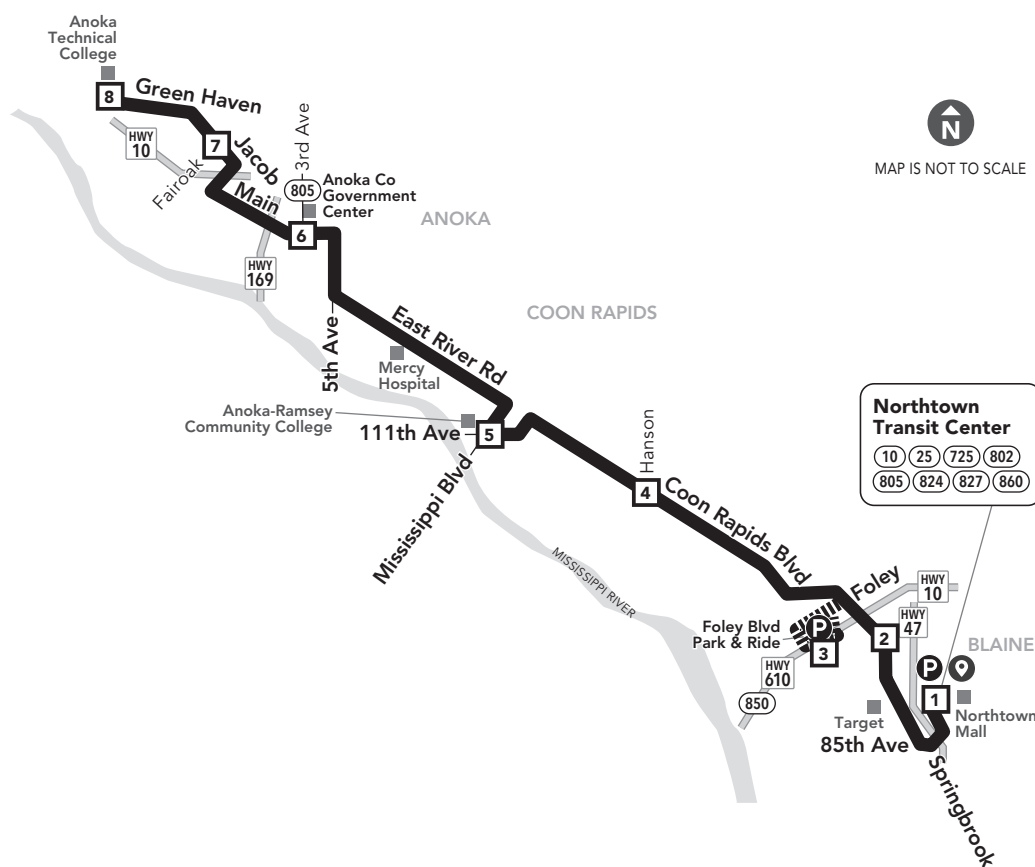 Anoka
Technical
College
8
Green Haven
HWY
10
7
Jacob
Fairoak
Main
3rd Ave
805
Anoka Co
Government
Center
6
HWY
169
ANOKA
N
MAP IS NOT TO SCALE
COON RAPIDS
5th Ave
East River Rd
Mercy
Hospital
Anoka-Ramsey
Community College
111th Ave
5
Mississippi Blvd
Hanson
4
Coon Rapids Blvd
MISSISSIPPI RIVER
Northtown
Transit Center
10 25 725 802
805 824 827 860
Foley
HWY
10
HWY
47
Foley Blvd
Park & Ride
P
3
2
HWY
610
850
BLAINE
P
1
Northtown
Mall
Target
85th Ave
Springbrook